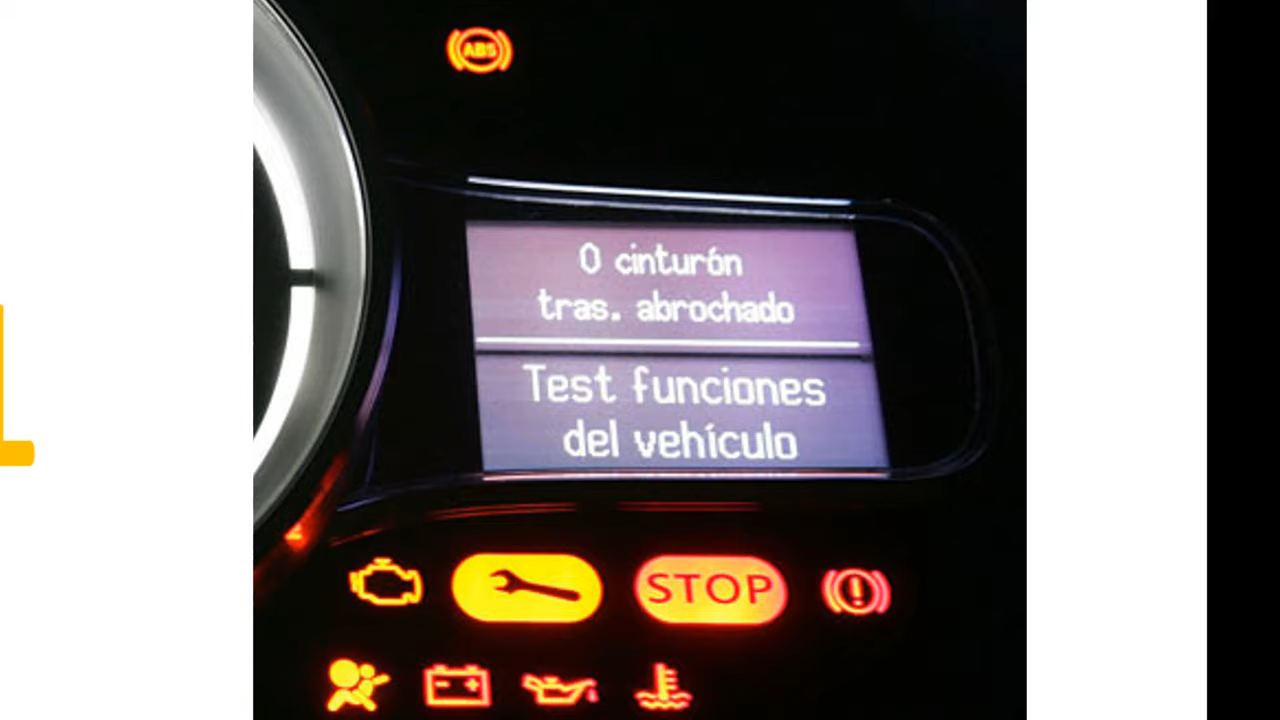 ABS
0 cinturón
tras. abrochado
Test funciones
del vehículo
STOP